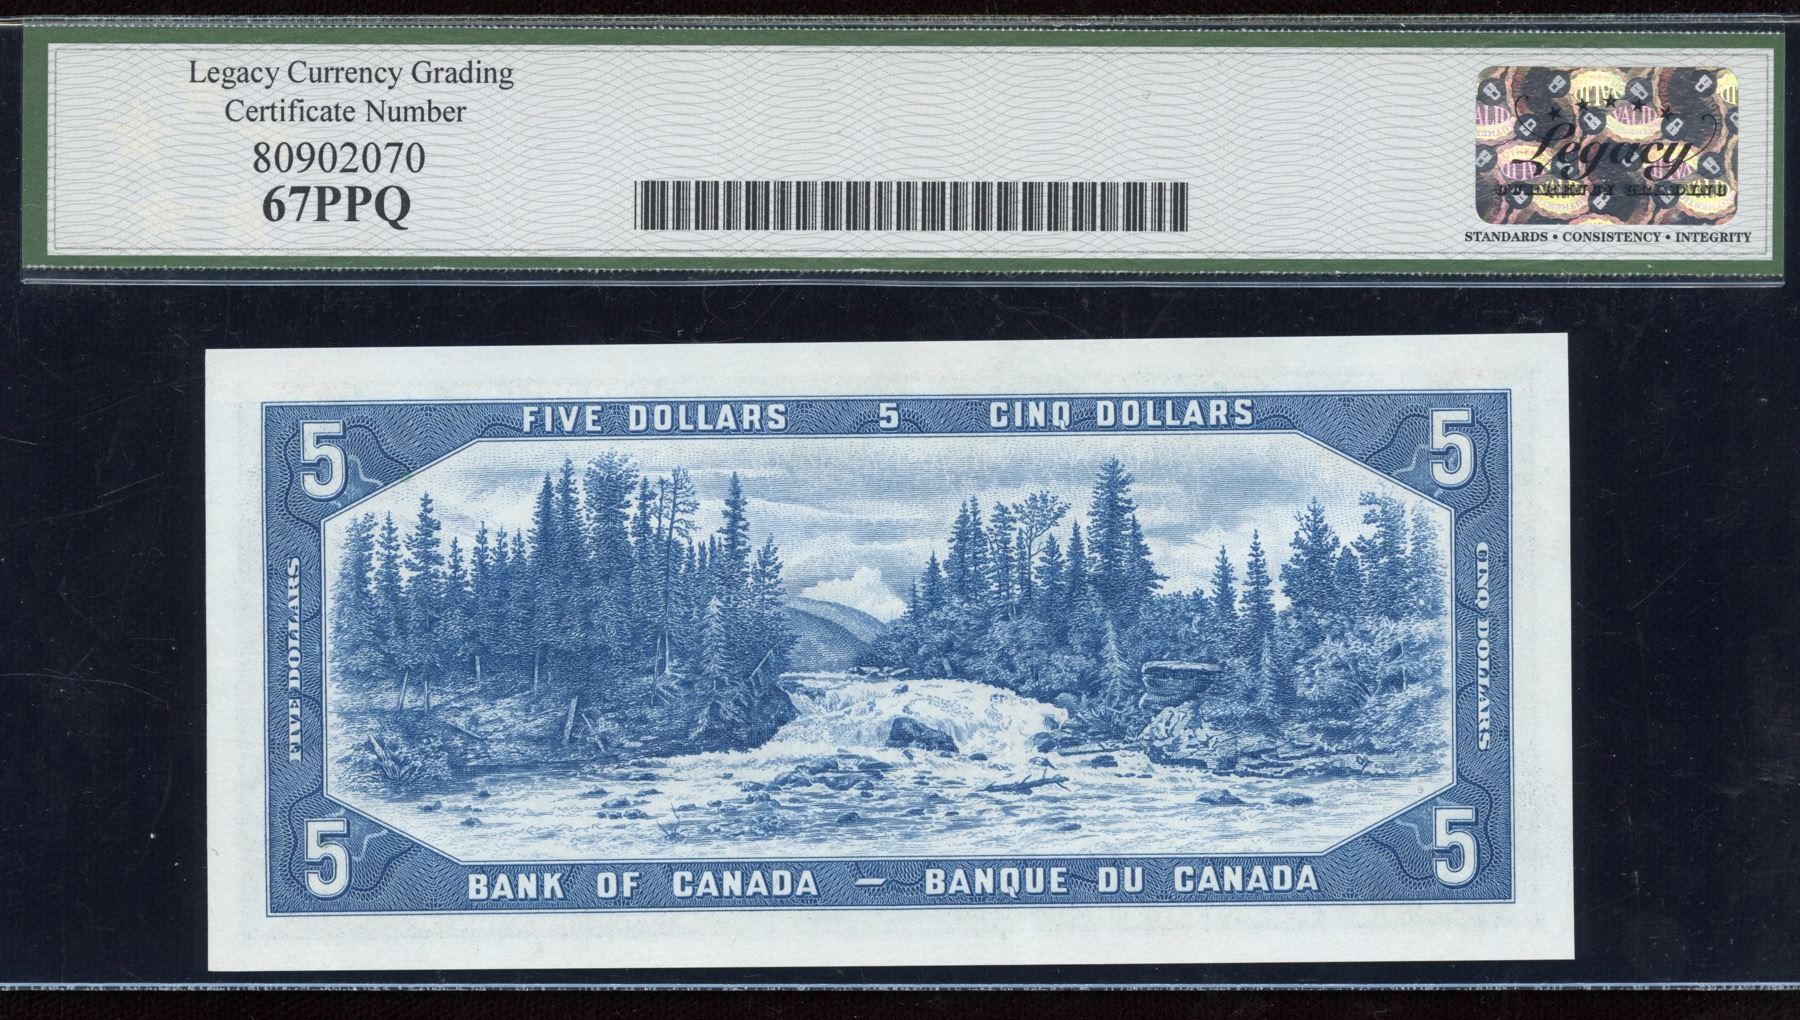 Legacy Currency Grading
Certificate Number
80902070
67PPQ
Legacy
STANDARDS • CONSISTENCY • INTEGRITY
5 FIVE DOLLARS 5 CINQ DOLLARS 5
FIVE DOLLARS
CINQ DOLLARS
5 BANK OF CANADA — BANQUE DU CANADA 5